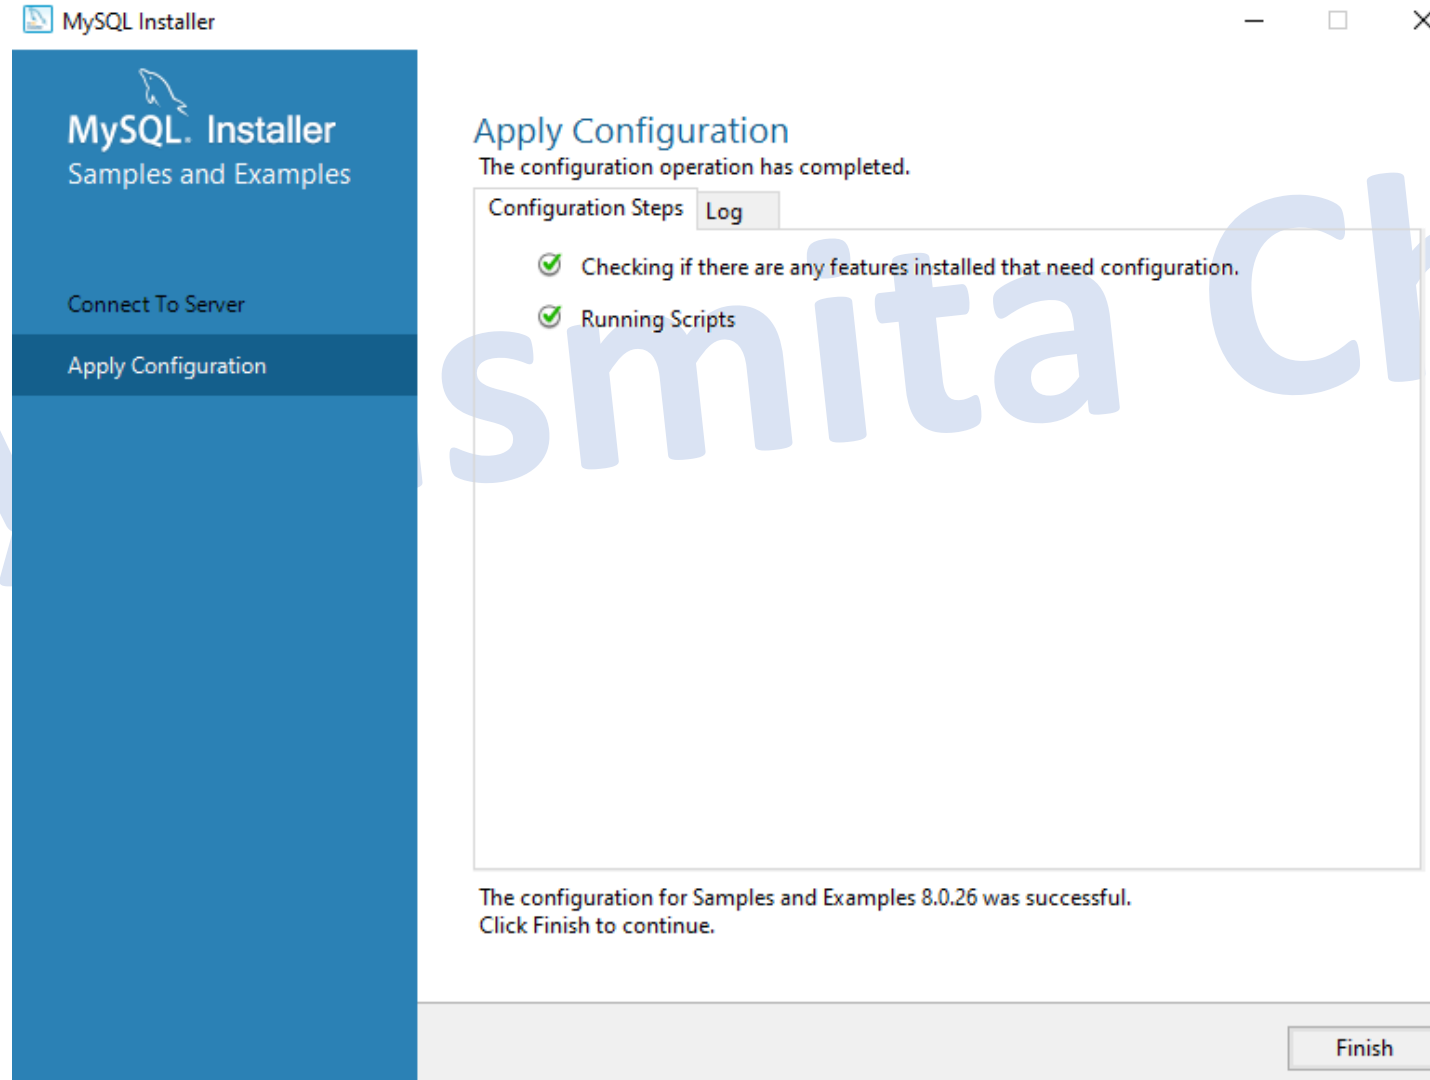 MySQL Installer
MySQL. Installer
Samples and Examples
Connect To Server
Apply Configuration
Apply Configuration
The configuration operation has completed.
Configuration Steps
Log
Checking if there are any features installed that need configuration.
Running Scripts
The configuration for Samples and Examples 8.0.26 was successful.
Click Finish to continue.
Finish